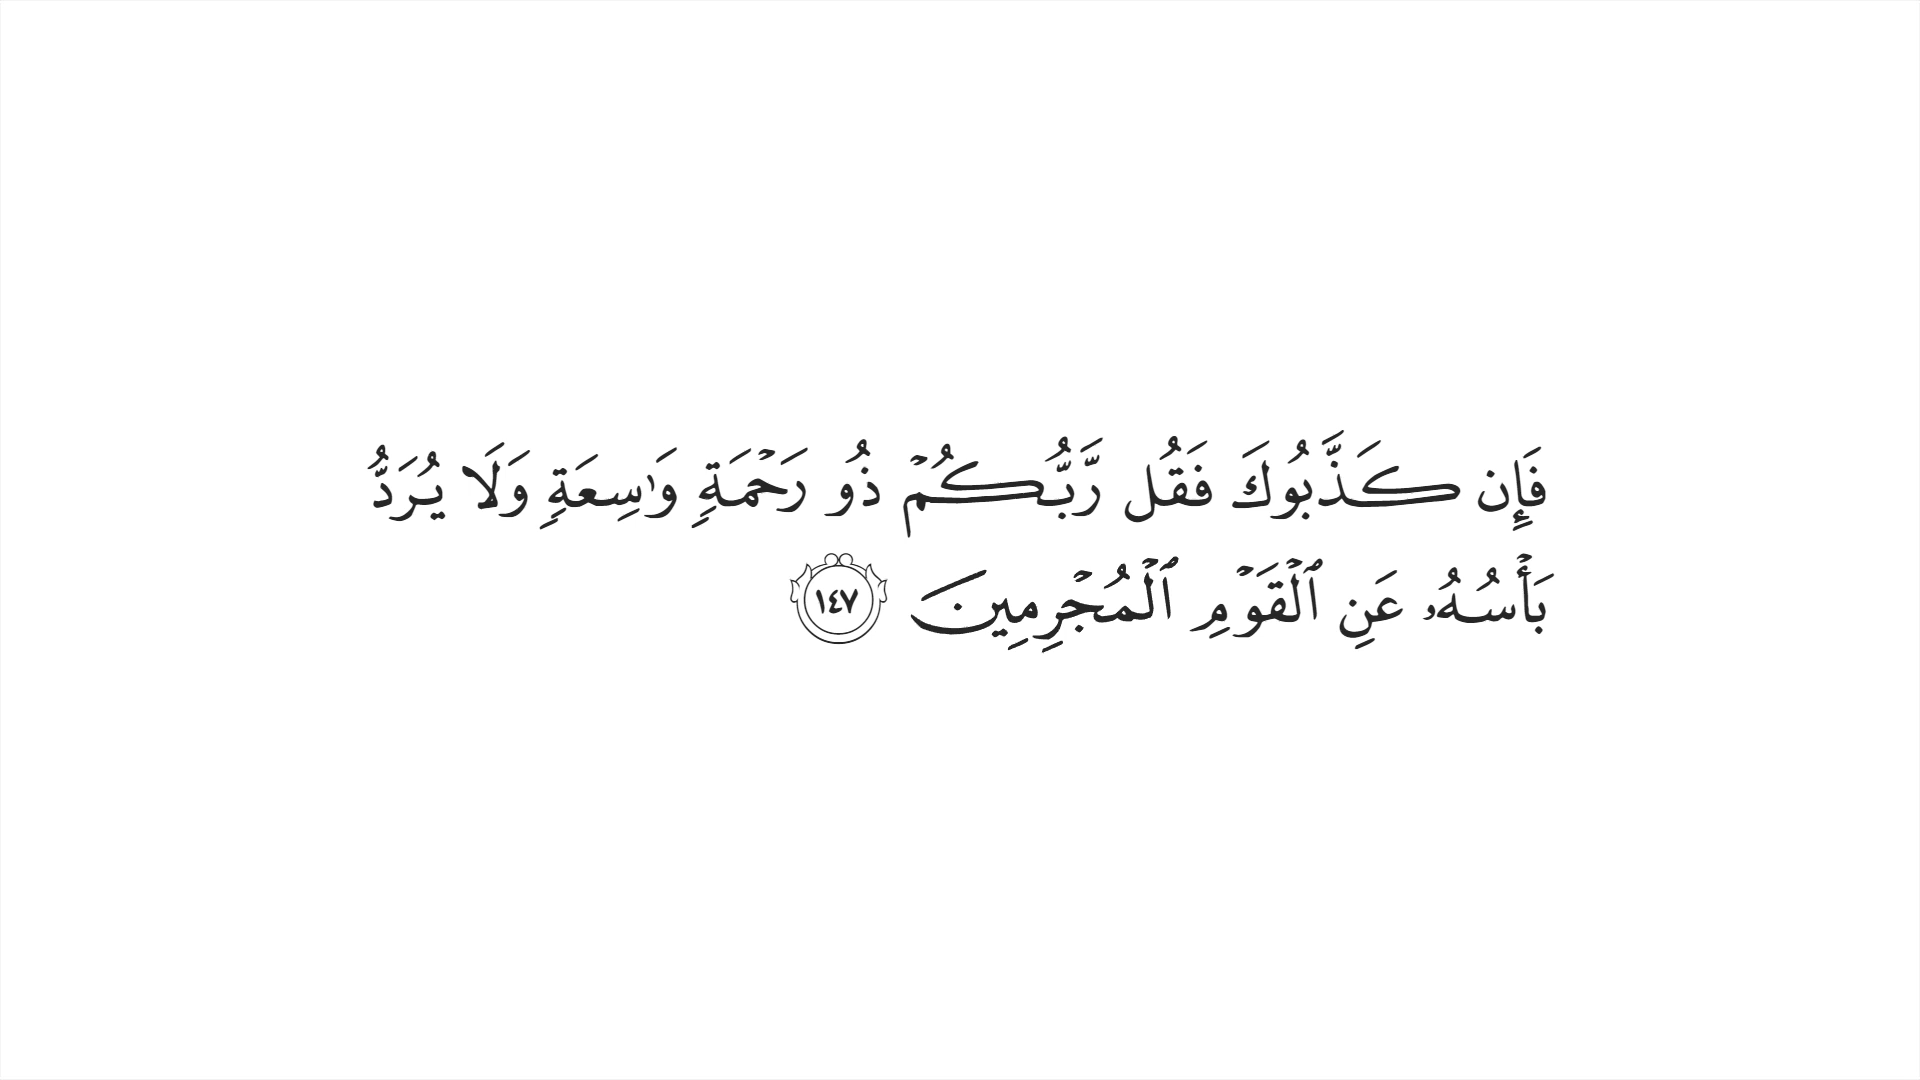 فَإِن كَذَّبُوكَ فَقُل رَّبُّكُمۡ ذُو رَحۡمَةٖ وَٰسِعَةٖ وَلَا يُرَدُّ
بَأۡسُهُۥ عَنِ ٱلۡقَوۡمِ ٱلۡمُجۡرِمِينَ ١٤٧